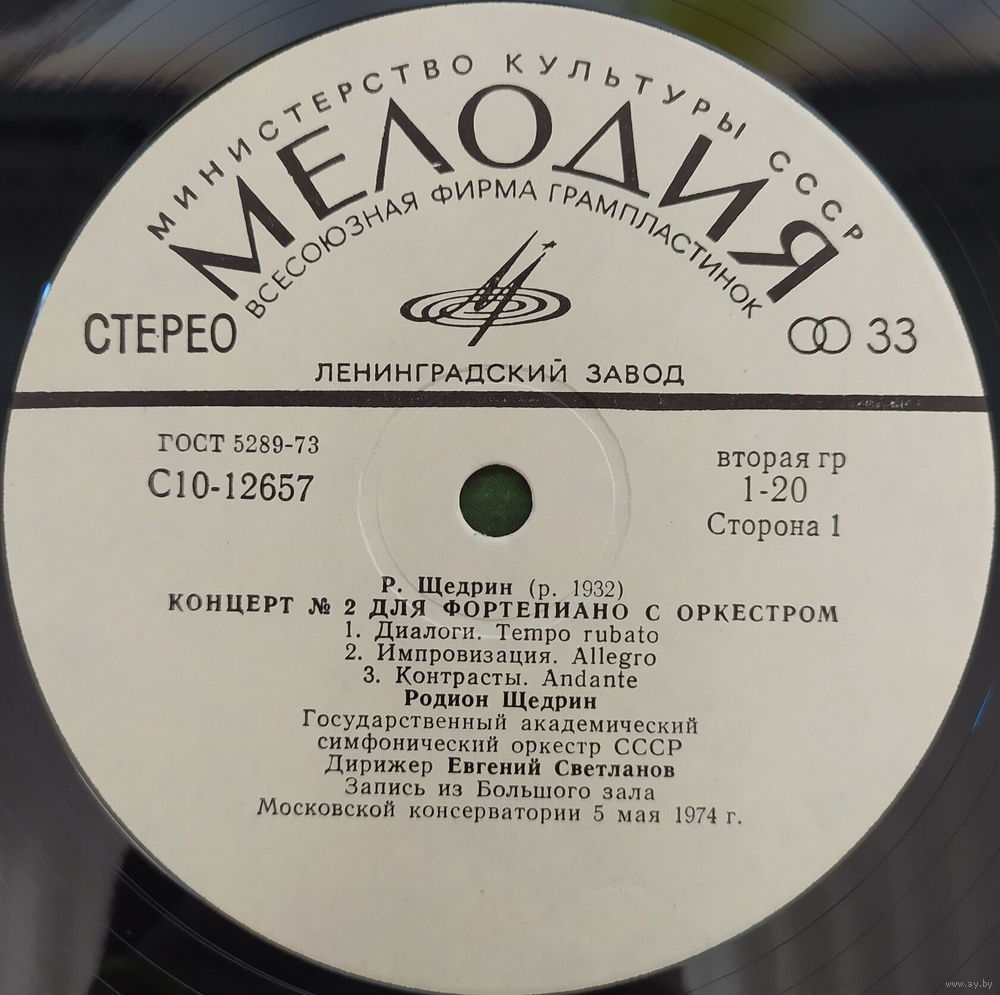 МИНИСТЕРСТВО КУЛЬТУРЫ СССР
МЕЛОДИЯ
ВСЕСОЮЗНАЯ ФИРМА ГРАМПЛАСТИНОК
СТЕРЕО
33
ЛЕНИНГРАДСКИЙ ЗАВОД
ГОСТ 5289-73
С10-12657
вторая гр
1-20
Сторона 1
Р. Щедрин (р. 1932)
КОНЦЕРТ № 2 ДЛЯ ФОРТЕПИАНО С ОРКЕСТРОМ
1. Диалоги. Tempo rubato
2. Импровизация. Allegro
3. Контрасты. Andante
Родион Щедрин
Государственный академический
симфонический оркестр СССР
Дирижер Евгений Светланов
Запись из Большого зала
Московской консерватории 5 мая 1974 г.
www.ay.by